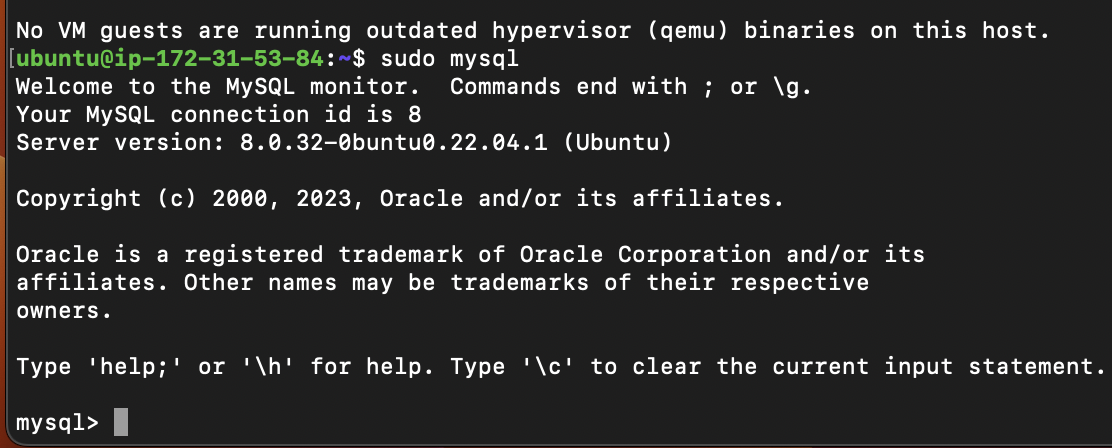 No VM guests are running outdated hypervisor (qemu) binaries on this host.
[ubuntu@ip-172-31-53-84:~$ sudo mysql
Welcome to the MySQL monitor.  Commands end with ; or \g.
Your MySQL connection id is 8
Server version: 8.0.32-0buntu0.22.04.1 (Ubuntu)

Copyright (c) 2000, 2023, Oracle and/or its affiliates.

Oracle is a registered trademark of Oracle Corporation and/or its
affiliates. Other names may be trademarks of their respective
owners.

Type 'help;' or '\h' for help. Type '\c' to clear the current input statement.

mysql>